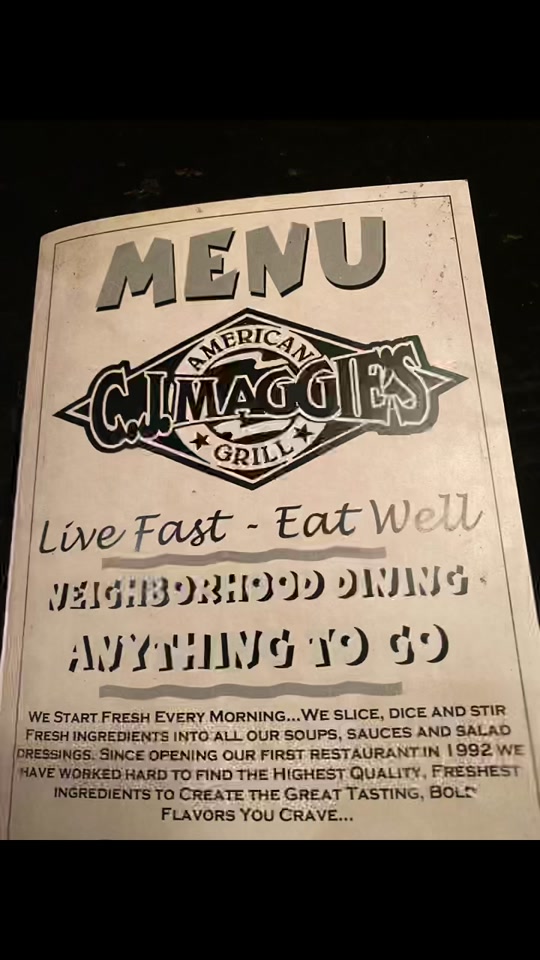 MENU
AMERICAN
C.J. MAGGIE'S
GRILL
Live Fast - Eat Well
NEIGHBORHOOD DINING
ANYTHING TO GO
WE START FRESH EVERY MORNING...WE SLICE, DICE AND STIR
FRESH INGREDIENTS INTO ALL OUR SOUPS, SAUCES AND SALAD
DRESSINGS. SINCE OPENING OUR FIRST RESTAURANT IN 1992 WE
HAVE WORKED HARD TO FIND THE HIGHEST QUALITY, FRESHEST
INGREDIENTS TO CREATE THE GREAT TASTING, BOLD
FLAVORS YOU CRAVE...